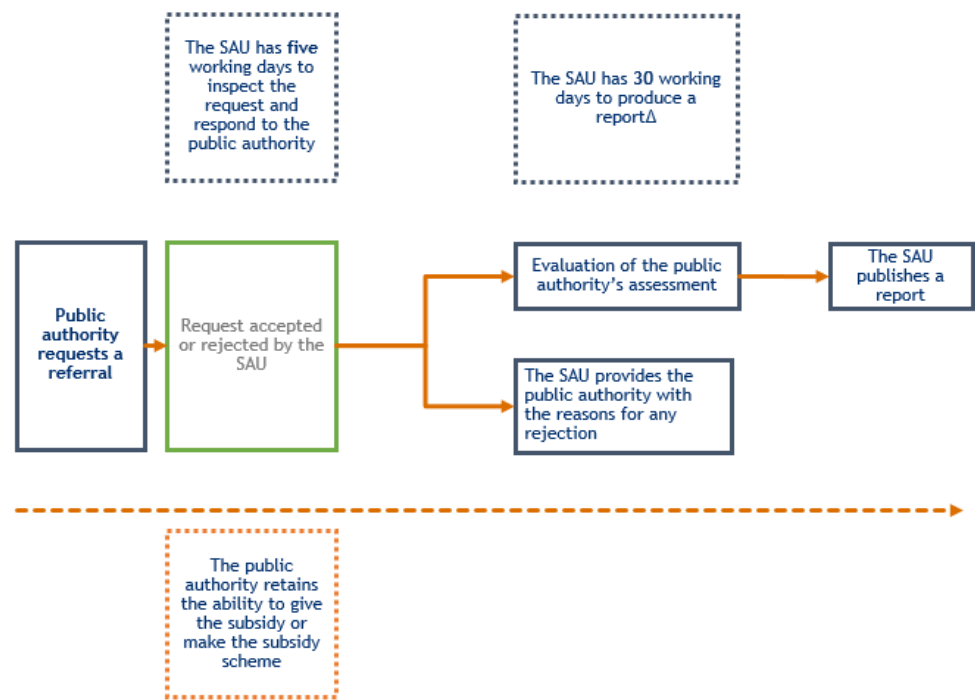 The SAU has five
working days to
inspect the
request and
respond to the
public authority
The SAU has 30 working
days to produce a
reportΔ
Public
authority
requests a
referral
Request accepted
or rejected by the
SAU
Evaluation of the public
authority's assessment
The SAU
publishes a
report
The SAU provides the
public authority with
the reasons for any
rejection
The public
authority retains
the ability to give
the subsidy or
make the subsidy
scheme